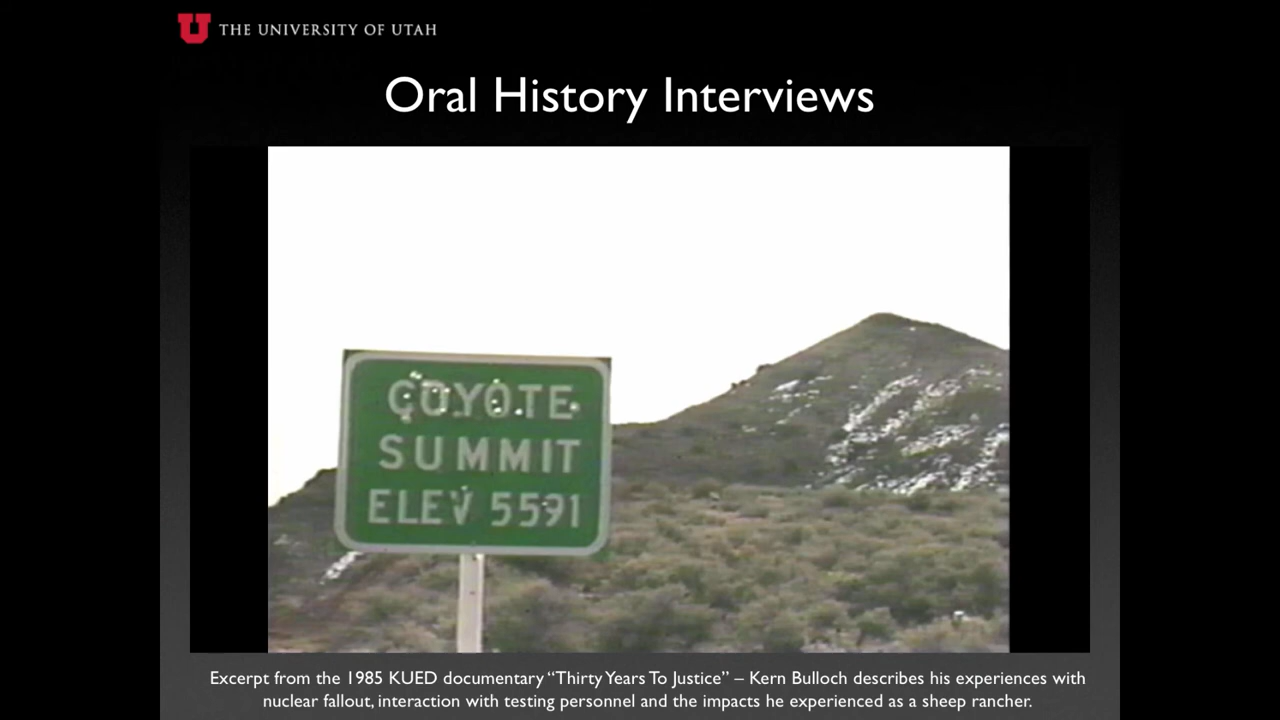 U THE UNIVERSITY OF UTAH
Oral History Interviews
COYOTE
SUMMIT
ELEV 5591
Excerpt from the 1985 KUED documentary “Thirty Years To Justice” – Kern Bulloch describes his experiences with
nuclear fallout, interaction with testing personnel and the impacts he experienced as a sheep rancher.